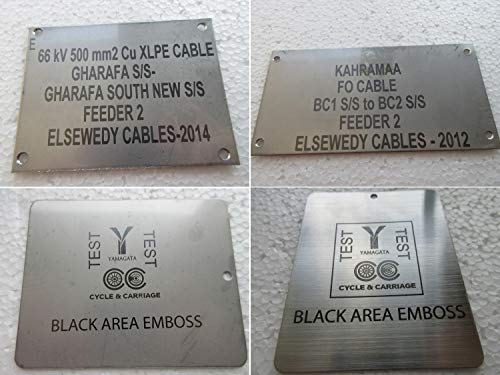 E
66 kV 500 mm2 Cu XLPE CABLE
GHARAFA S/S-
GHARAFA SOUTH NEW S/S
FEEDER 2
ELSEWEDY CABLES-2014
KAHRAMAA
FO CABLE
BC1 S/S to BC2 S/S
FEEDER 2
ELSEWEDY CABLES - 2012
TEST
Y
YAMAGATA
TEST
CYCLE & CARRIAGE
BLACK AREA EMBOSS
TEST
Y
YAMAGATA
TEST
CYCLE & CARRIAGE
BLACK AREA EMBOSS